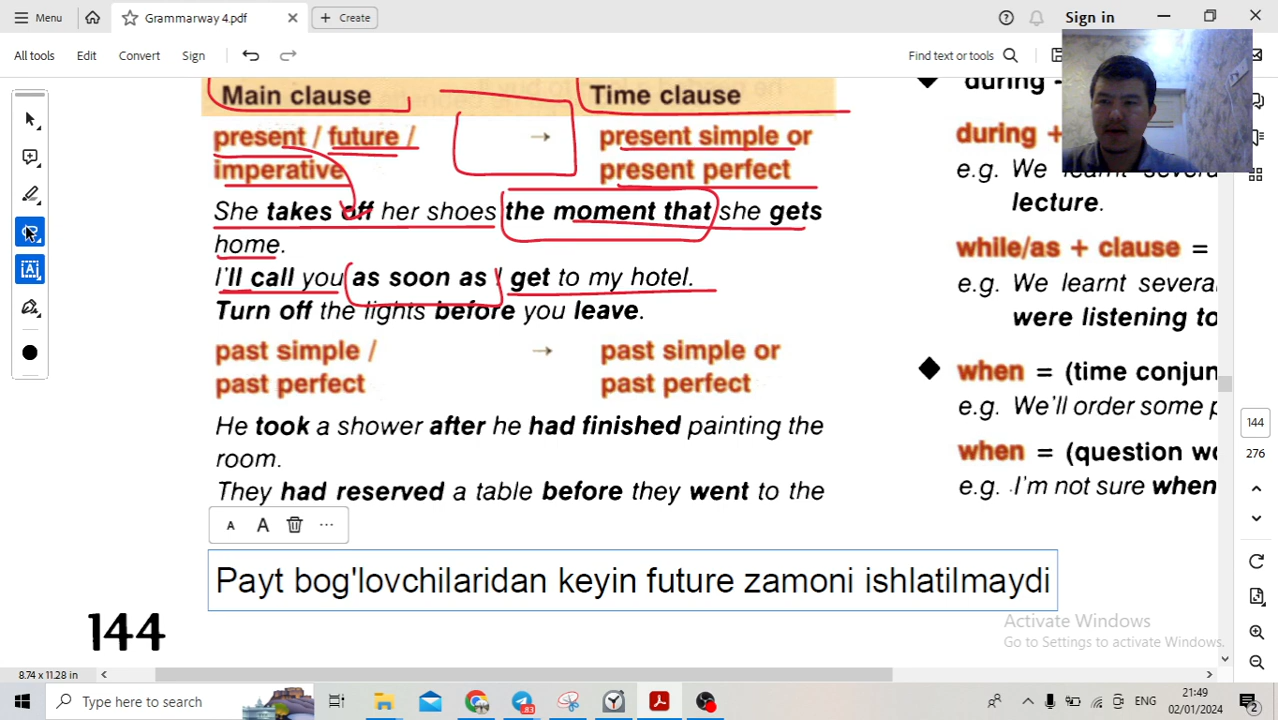 Menu
Grammarway 4.pdf
Create
Sign in
All tools
Edit
Convert
Sign
Find text or tools
Main clause
Time clause
present / future /
imperative
→
present simple or
present perfect
She takes off her shoes the moment that she gets
home.
I'll call you as soon as I get to my hotel.
Turn off the lights before you leave.
past simple /
past perfect
→
past simple or
past perfect
He took a shower after he had finished painting the
room.
They had reserved a table before they went to the
A A ...
Payt bog'lovchilaridan keyin future zamoni ishlatilmaydi
144
during -
during +
e.g. We learnt severa
lecture.
while/as + clause =
e.g. We learnt severa
were listening to
when = (time conjun
e.g. We'll order some p
when = (question wo
e.g. I'm not sure when
144
276
Activate Windows
Go to Settings to activate Windows.
8.74 x 11.28 in
Type here to search
83
ENG
21:49
02/01/2024
2